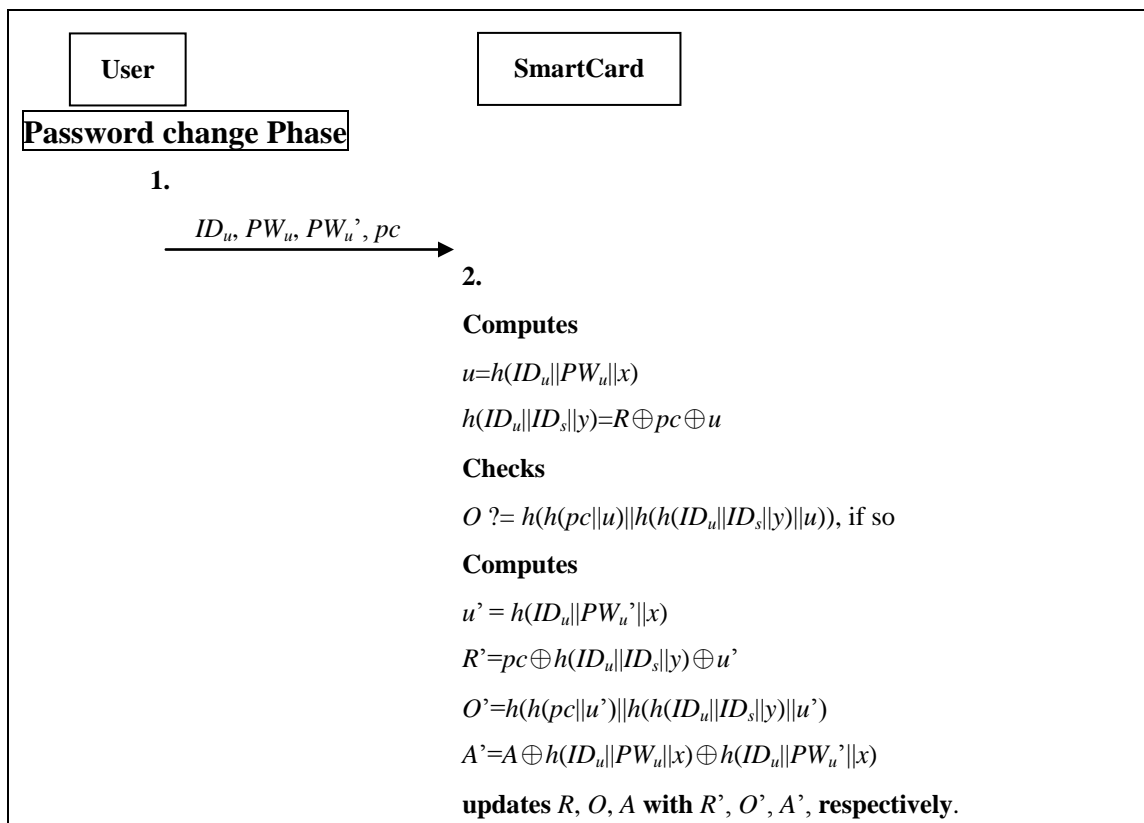 User SmartCard
Password change Phase
1.
IDu, PWu, PWu’, pc
2.
Computes
u=h(IDu||PWu||x)
h(IDu||IDs||y)=R⊕pc⊕u
Checks
O ?= h(h(pc||u)||h(h(IDu||IDs||y)||u)), if so
Computes
u’ = h(IDu||PWu’||x)
R’=pc⊕h(IDu||IDs||y)⊕u’
O’=h(h(pc||u’)||h(h(IDu||IDs||y)||u’)
A’=A⊕h(IDu||PWu||x)⊕h(IDu||PWu’||x)
updates R, O, A with R’, O’, A’, respectively.